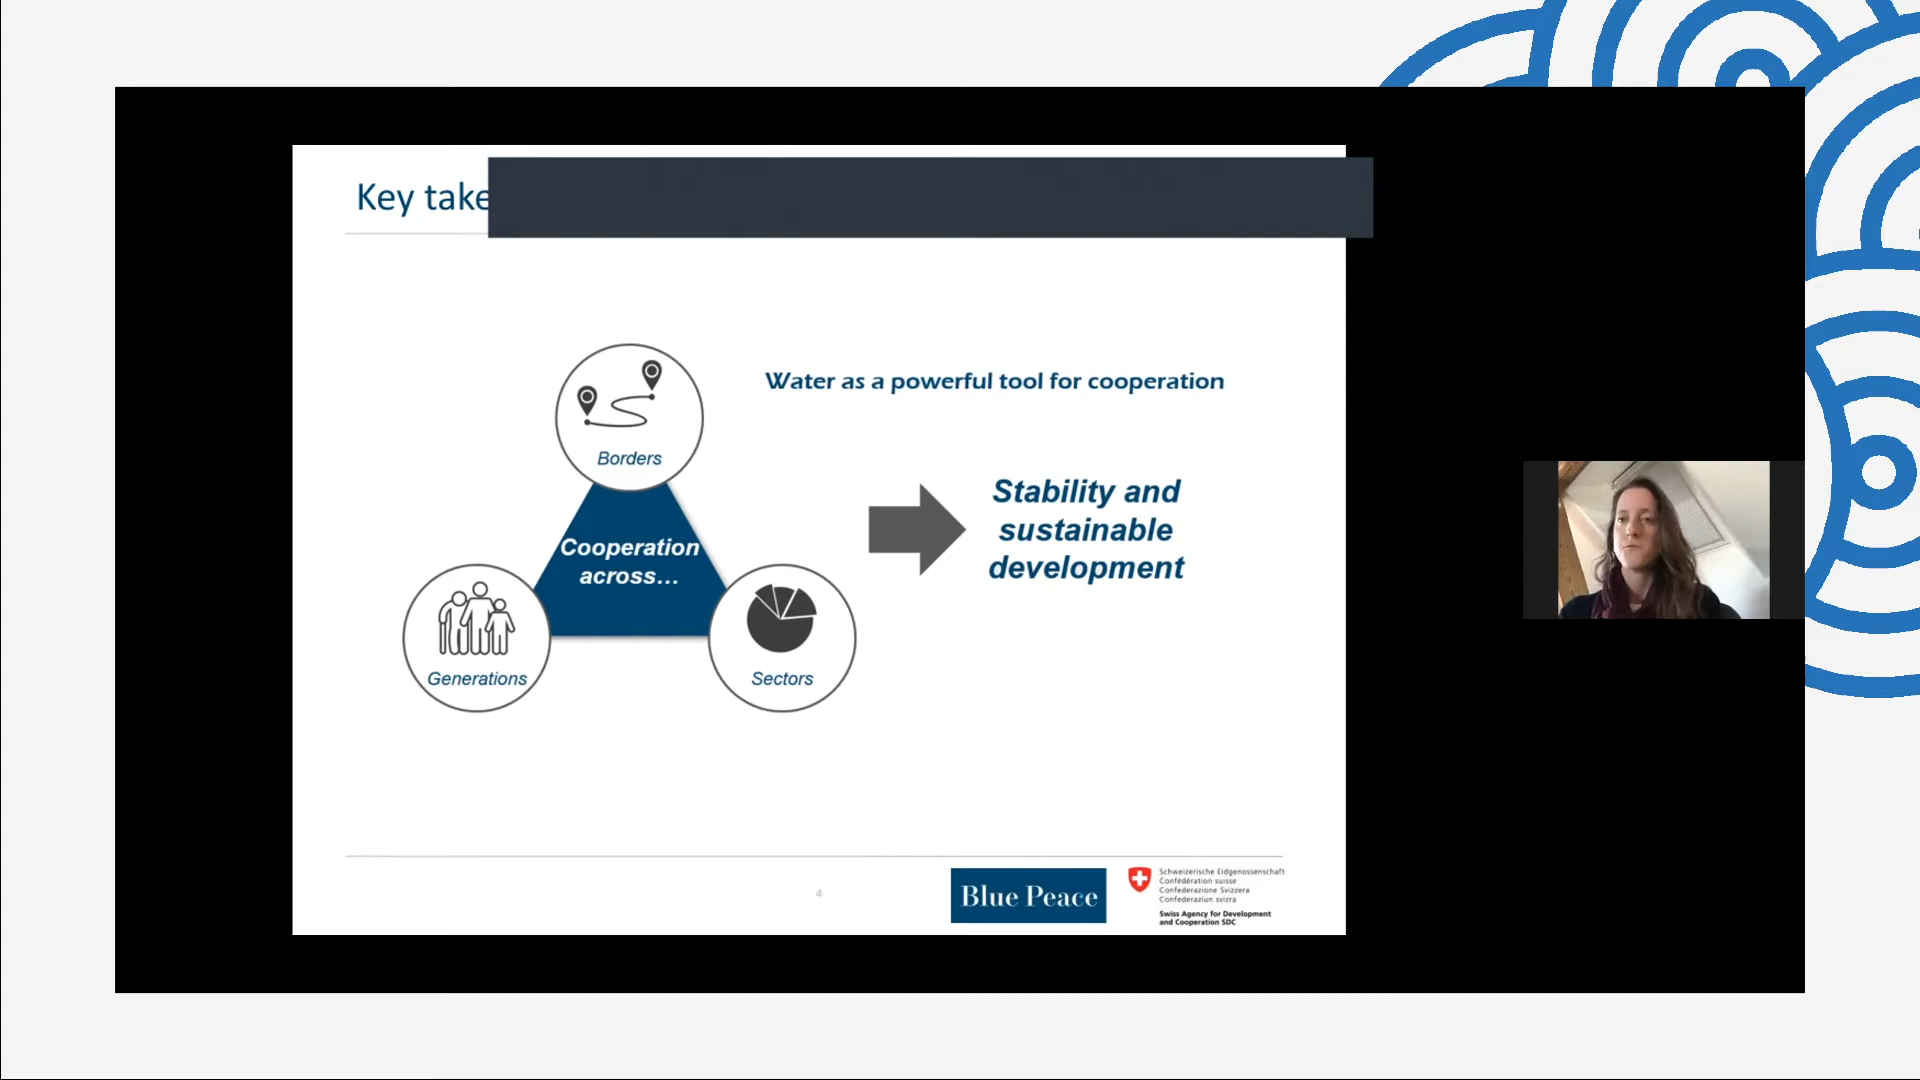 Key take
Water as a powerful tool for cooperation
Borders
Stability and
sustainable
development
Cooperation
across...
Generations
Sectors
4
Blue Peace
Schweizerische Eidgenossenschaft
Confédération suisse
Confederazione Svizzera
Confederaziun svizra
Swiss Agency for Development
and Cooperation SDC